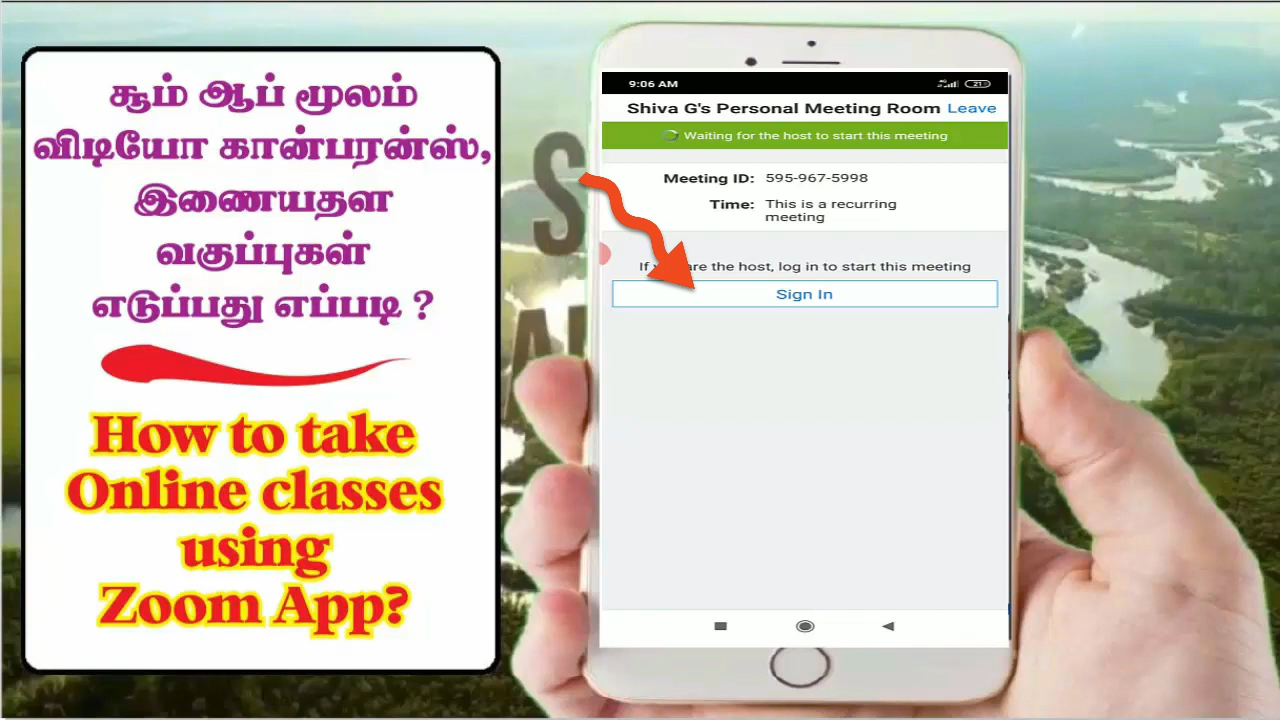 சூம் ஆப் மூலம்
விடியோ கான்பரன்ஸ்,
இணையதள
வகுப்புகள்
எடுப்பது எப்படி ?
How to take
Online classes
using
Zoom App?
9:06 AM
21
Shiva G's Personal Meeting Room Leave
Waiting for the host to start this meeting
Meeting ID: 595-967-5998
Time: This is a recurring
meeting
If are the host, log in to start this meeting
Sign In